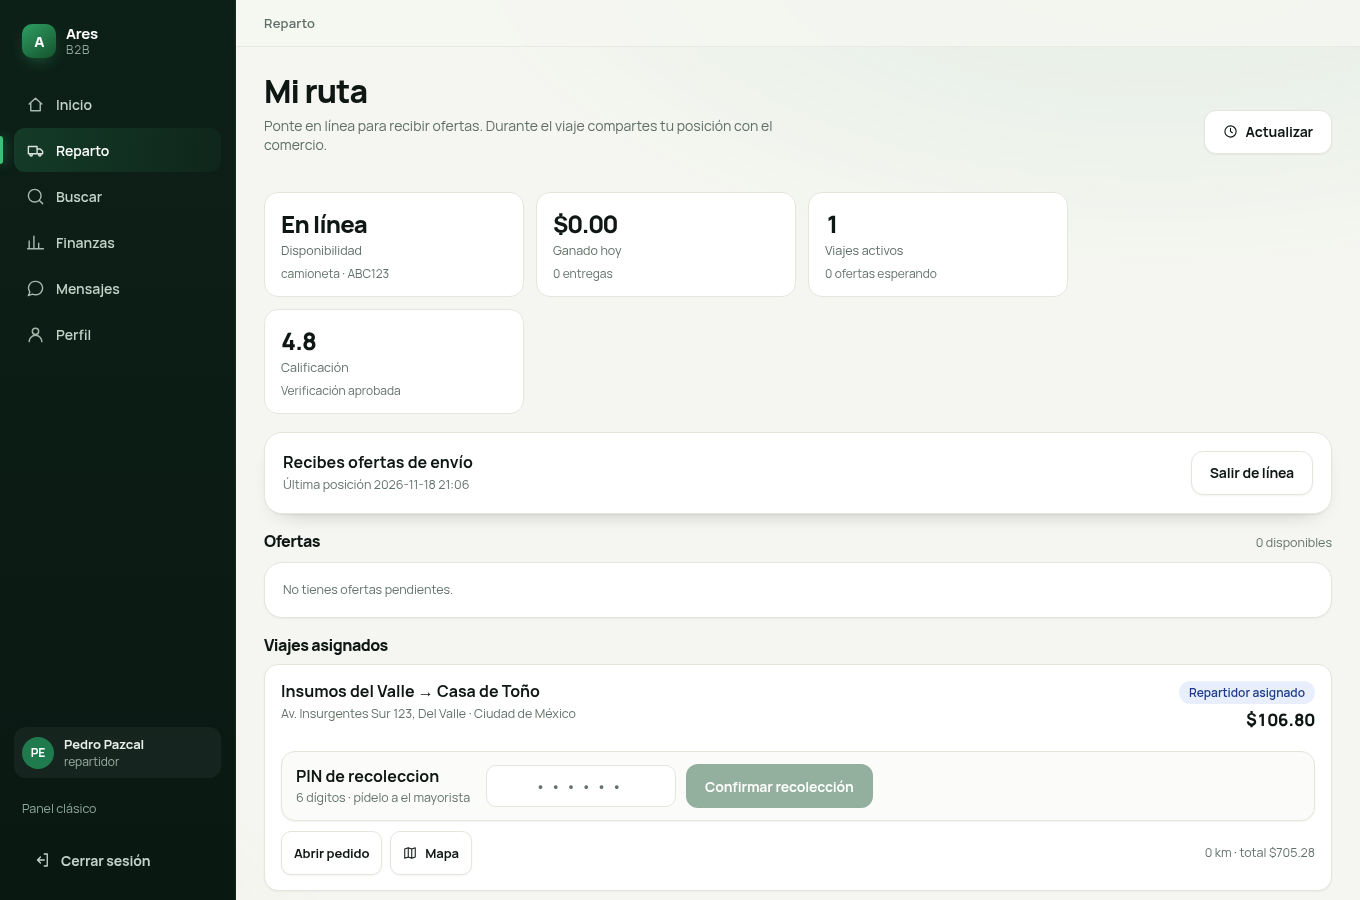 A
Ares
B2B
Inicio
Reparto
Buscar
Finanzas
Mensajes
Perfil
PE
Pedro Pazcal
repartidor
Panel clásico
Cerrar sesión
Reparto
Mi ruta
Ponte en línea para recibir ofertas. Durante el viaje compartes tu posición con el
comercio.
Actualizar
En línea
Disponibilidad
camioneta · ABC123
$0.00
Ganado hoy
0 entregas
1
Viajes activos
0 ofertas esperando
4.8
Calificación
Verificación aprobada
Recibes ofertas de envío
Última posición 2026-11-18 21:06
Salir de línea
Ofertas
0 disponibles
No tienes ofertas pendientes.
Viajes asignados
Insumos del Valle → Casa de Toño
Av. Insurgentes Sur 123, Del Valle · Ciudad de México
Repartidor asignado
$106.80
PIN de recoleccion
6 dígitos · pídelo a el mayorista
• • • • • •
Confirmar recolección
Abrir pedido
Mapa
0 km · total $705.28